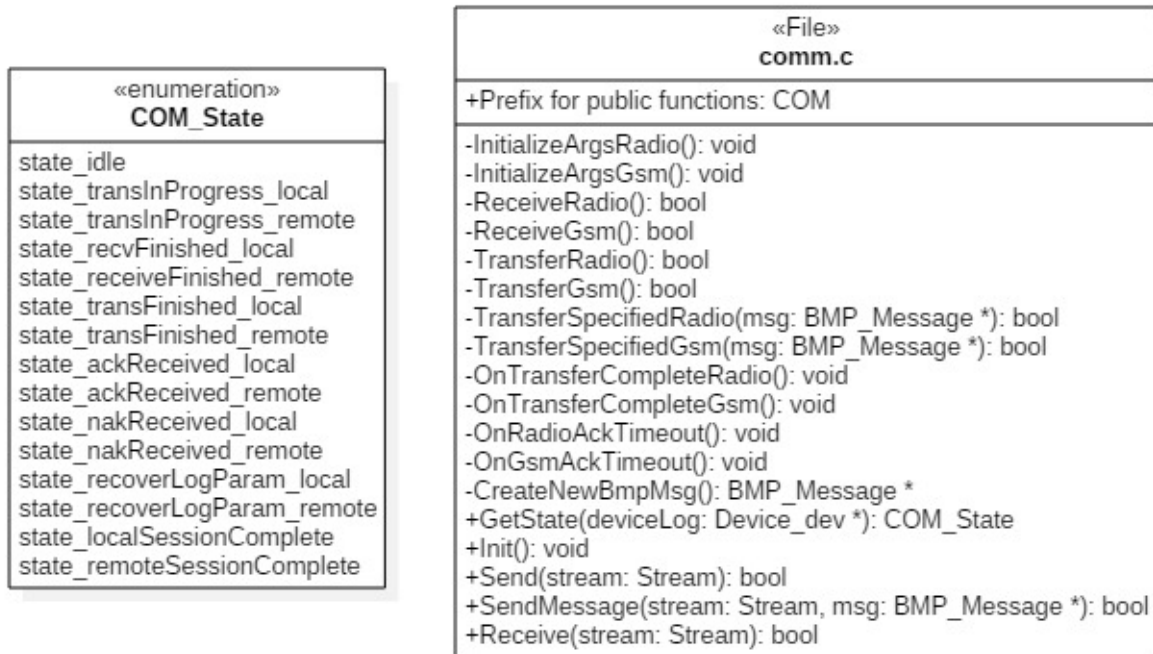 «enumeration»
COM_State
state_idle
state_transInProgress_local
state_transInProgress_remote
state_recvFinished_local
state_receiveFinished_remote
state_transFinished_local
state_transFinished_remote
state_ackReceived_local
state_ackReceived_remote
state_nakReceived_local
state_nakReceived_remote
state_recoverLogParam_local
state_recoverLogParam_remote
state_localSessionComplete
state_remoteSessionComplete
«File»
comm.c
+Prefix for public functions: COM
-InitializeArgsRadio(): void
-InitializeArgsGsm(): void
-ReceiveRadio(): bool
-ReceiveGsm(): bool
-TransferRadio(): bool
-TransferGsm(): bool
-TransferSpecifiedRadio(msg: BMP_Message *): bool
-TransferSpecifiedGsm(msg: BMP_Message *): bool
-OnTransferCompleteRadio(): void
-OnTransferCompleteGsm(): void
-OnRadioAckTimeout(): void
-OnGsmAckTimeout(): void
-CreateNewBmpMsg(): BMP_Message *
+GetState(deviceLog: Device_dev *): COM_State
+Init(): void
+Send(stream: Stream): bool
+SendMessage(stream: Stream, msg: BMP_Message *): bool
+Receive(stream: Stream): bool